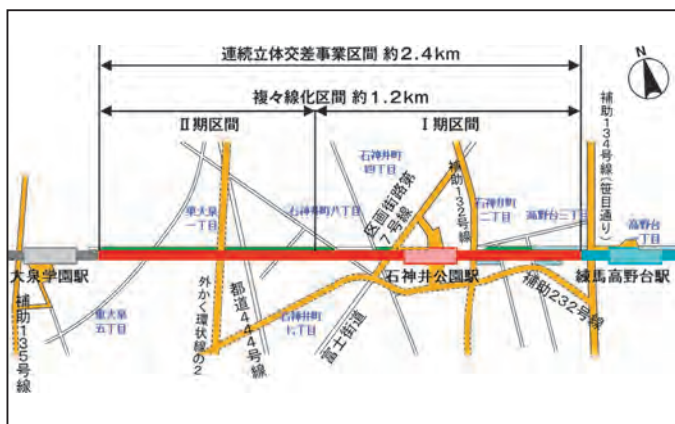 連続立体交差事業区間 約2.4km
複々線化区間 約1.2km
Ⅱ期区間
Ⅰ期区間
N
補助134号線(笹目通り)
石神井町
四丁目
区画街路第
7号線
補助132号線
石神井町
二丁目
高野台三丁目
高野台
丁目
東大泉
一丁目
石神井町八丁目
大泉学園駅
石神井公園駅
練馬高野台駅
補助135号線
東大泉
五丁目
外かく環状線の2
都道444号線
石神井町
七丁目
富士街道
補助232号線